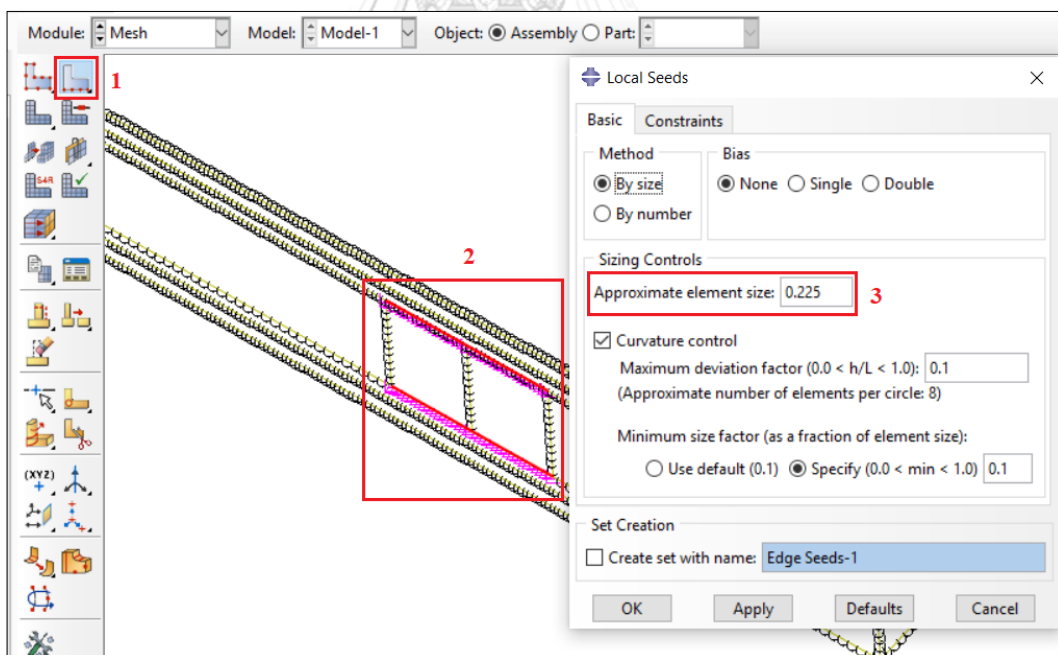 Module: Mesh Model: Model-1 Object: Assembly Part:
1
Local Seeds
Basic Constraints
Method Bias
By size None Single Double
By number
2
Sizing Controls
Approximate element size: 0.225 3
Curvature control
Maximum deviation factor (0.0 < h/L < 1.0): 0.1
(Approximate number of elements per circle: 8)
Minimum size factor (as a fraction of element size):
Use default (0.1) Specify (0.0 < min < 1.0) 0.1
(XYZ)
Set Creation
Create set with name: Edge Seeds-1
OK Apply Defaults Cancel